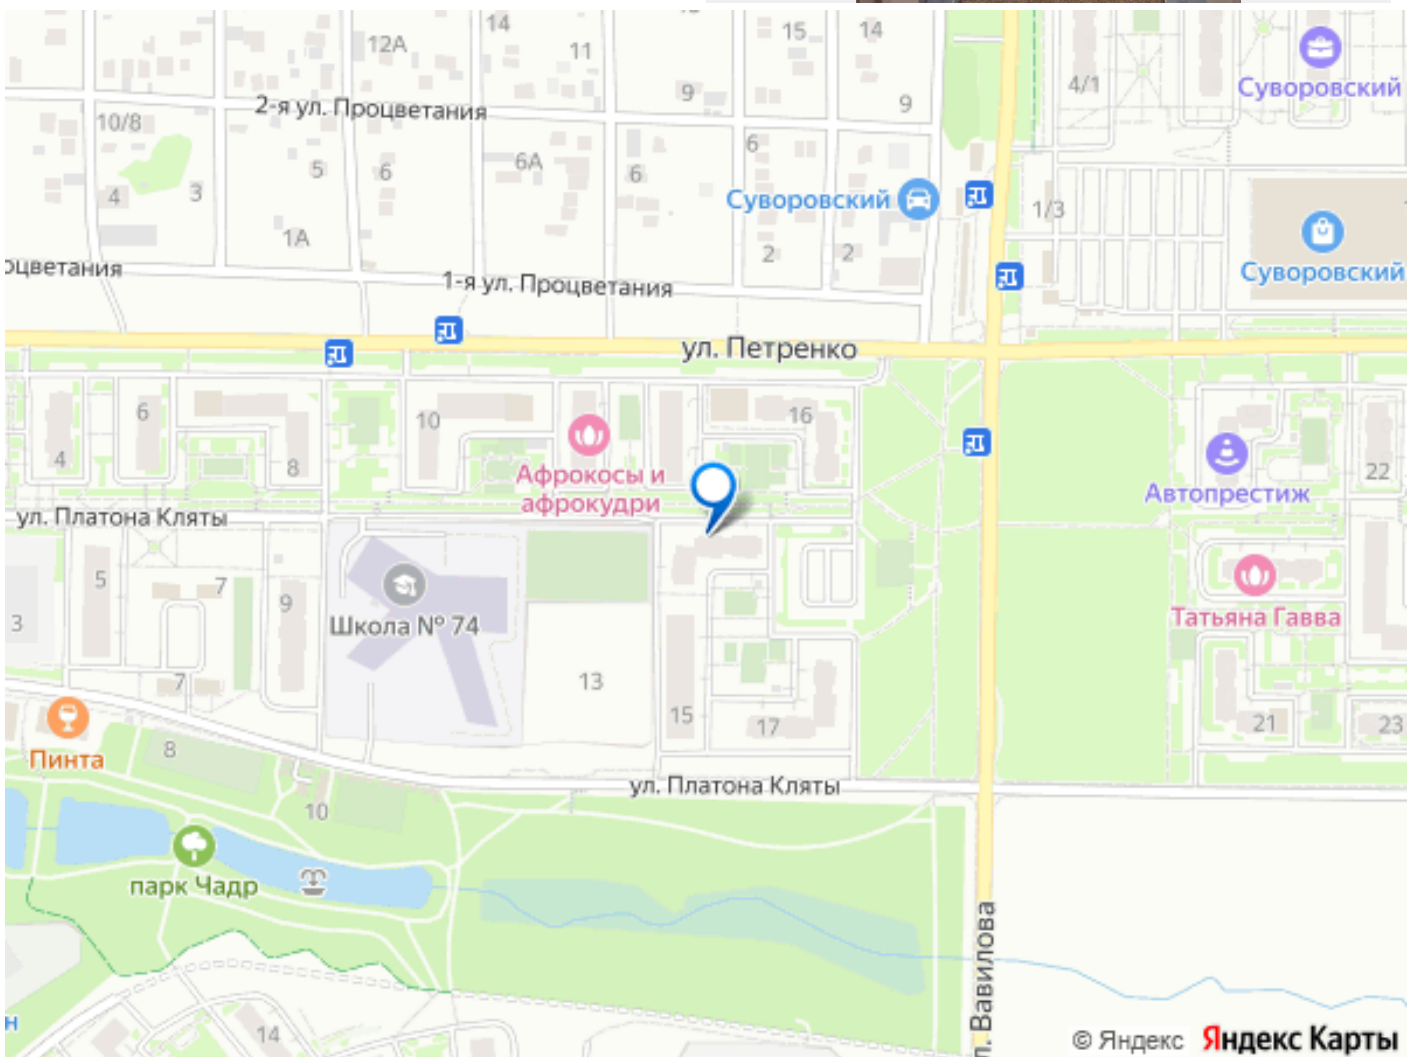 12А
14
11
15
14
4/1
Суворовский
2-я ул. Процветания
9
9
10/8
5
6
6А
6
6
4
3
Суворовский
1/3
1А
2
2
оцветания
1-я ул. Процветания
Суворовский
ул. Петренко
6
10
16
4
8
Афрокосы и
афрокудри
22
Автопрестиж
ул. Платона Кляты
5
7
9
3
Школа № 74
Татьяна Гавва
13
7
15
17
21
23
Пинта
8
ул. Платона Кляты
10
парк Чадр
л. Вавилова
н
14
© Яндекс Яндекс Карты